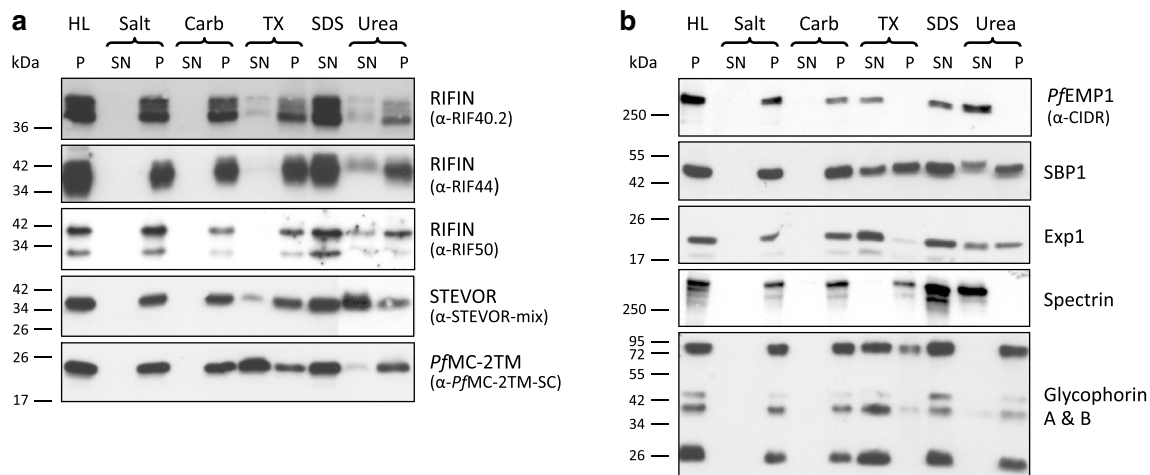 a
HL Salt Carb TX SDS Urea
kDa P SN P SN P SN P SN SN P
36
RIFIN
(α-RIF40.2)
42
34
RIFIN
(α-RIF44)
42
34
RIFIN
(α-RIF50)
42
34
26
STEVOR
(α-STEVOR-mix)
26
17
PfMC-2TM
(α-PfMC-2TM-SC)
b
HL Salt Carb TX SDS Urea
kDa P SN P SN P SN P SN SN P
250
PfEMP1
(α-CIDR)
55
42
SBP1
26
17
Exp1
250
Spectrin
95
72
55
42
34
26
Glycophorin
A & B